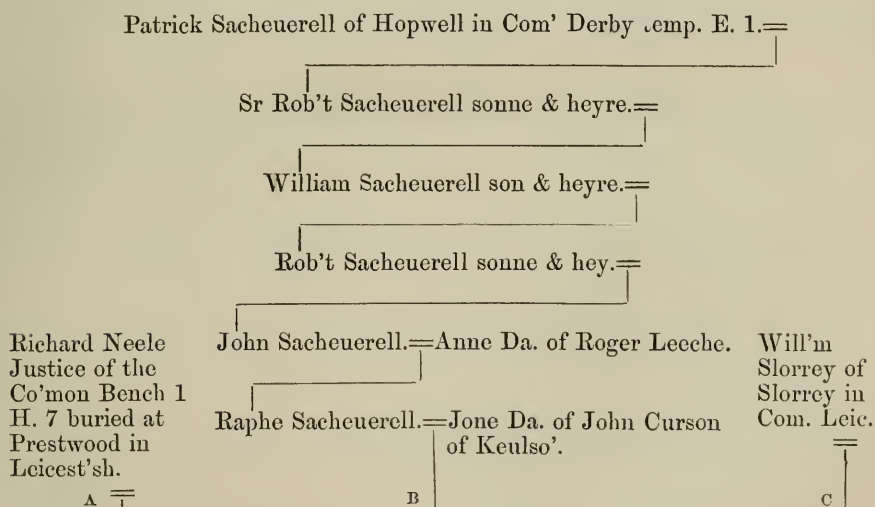 Patrick Sacheuerell of Hopwell in Com' Derby temp. E. 1.=
Sr Rob't Sacheuerell sonne & heyre.=
William Sacheuerell son & heyre.=
Rob't Sacheuerell sonne & hey.=
John Sacheuerell.=Anne Da. of Roger Leeche.
Raphe Sacheuerell.=Jone Da. of John Curson
of Keulso'.
Richard Neele
Justice of the
Co'mon Bench 1
H. 7 buried at
Prestwood in
Leicest'sh.
Will'm
Slorrey of
Slorrey in
Com. Leic.
A
B
C